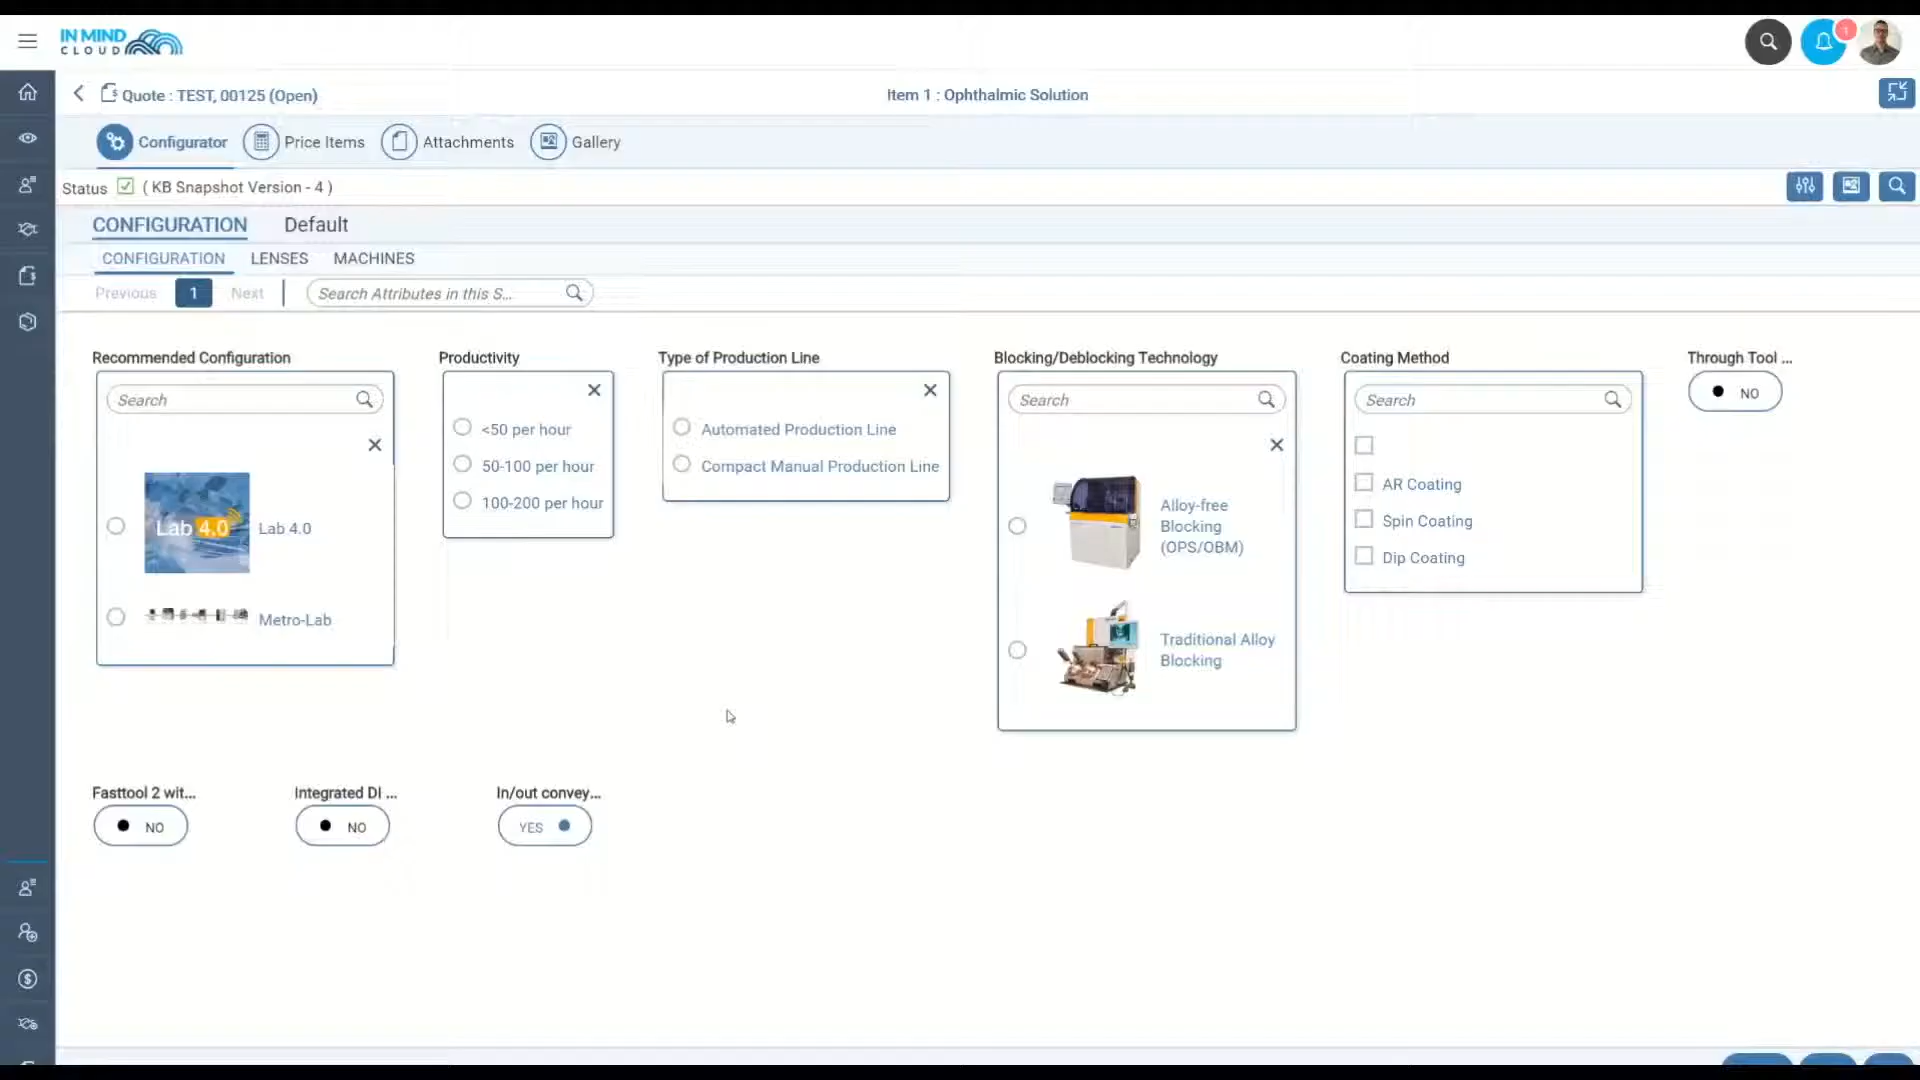 IN MIND
CLOUD
1
Quote : TEST, 00125 (Open)
Item 1 : Ophthalmic Solution
Configurator
Price Items
Attachments
Gallery
Status
( KB Snapshot Version - 4 )
CONFIGURATION
Default
CONFIGURATION
LENSES
MACHINES
Previous
1
Next
Search Attributes in this S...
Recommended Configuration
Search
Lab 4.0
Lab 4.0
Metro-Lab
Productivity
<50 per hour
50-100 per hour
100-200 per hour
Type of Production Line
Automated Production Line
Compact Manual Production Line
Blocking/Deblocking Technology
Search
Alloy-free
Blocking
(OPS/OBM)
Traditional Alloy
Blocking
Coating Method
Search
AR Coating
Spin Coating
Dip Coating
Through Tool ...
NO
Fasttool 2 wit...
NO
Integrated DI ...
NO
In/out convey...
YES